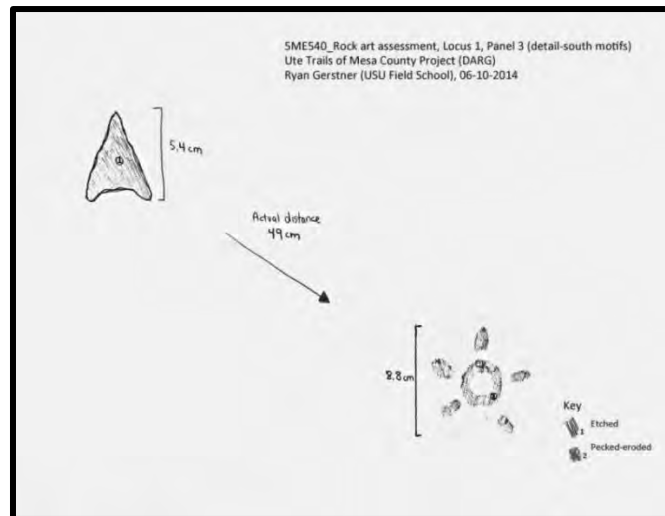 5ME540_Rock art assessment, Locus 1, Panel 3 (detail-south motifs)
Ute Trails of Mesa County Project (DARG)
Ryan Gerstner (USU Field School), 06-10-2014
5.4 cm
1
Actual distance
49 cm
8.8 cm
Key
1 Etched
2 Pecked-eroded